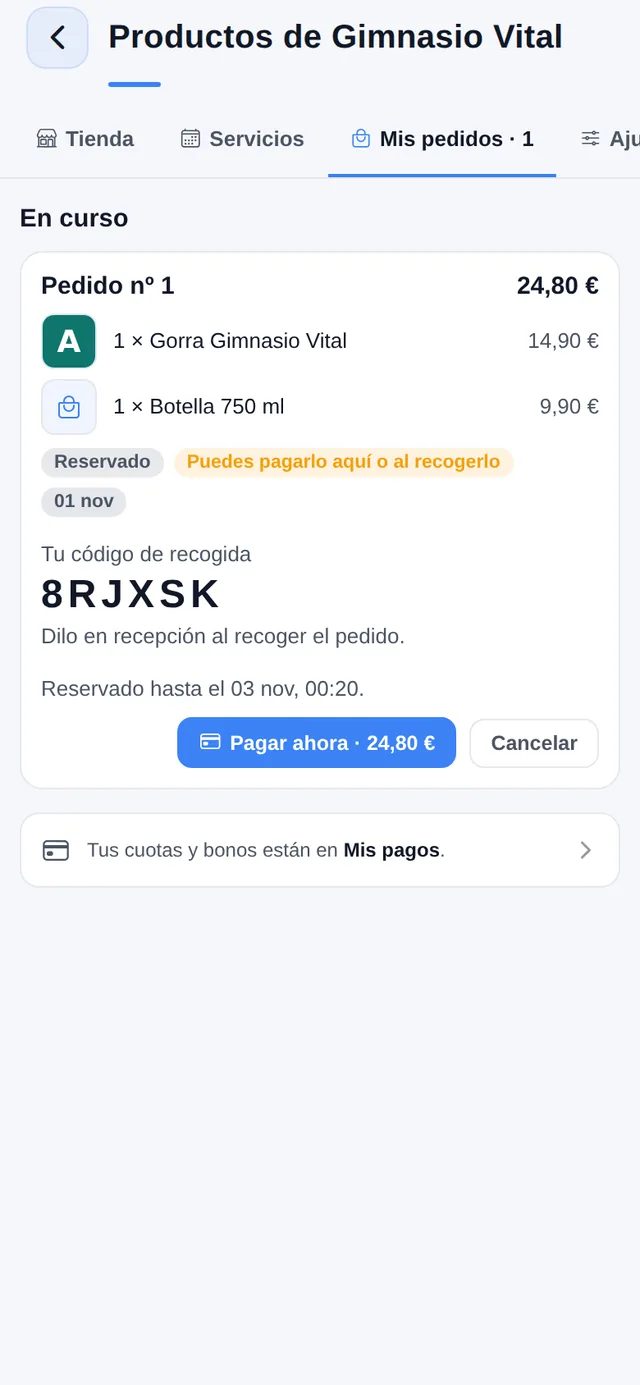 Productos de Gimnasio Vital
Tienda
Servicios
Mis pedidos · 1
Aju
En curso
Pedido nº 1
24,80 €
A
1 × Gorra Gimnasio Vital
14,90 €
1 × Botella 750 ml
9,90 €
Reservado
Puedes pagarlo aquí o al recogerlo
01 nov
Tu código de recogida
8RJXSK
Dilo en recepción al recoger el pedido.
Reservado hasta el 03 nov, 00:20.
Pagar ahora · 24,80 €
Cancelar
Tus cuotas y bonos están en Mis pagos.